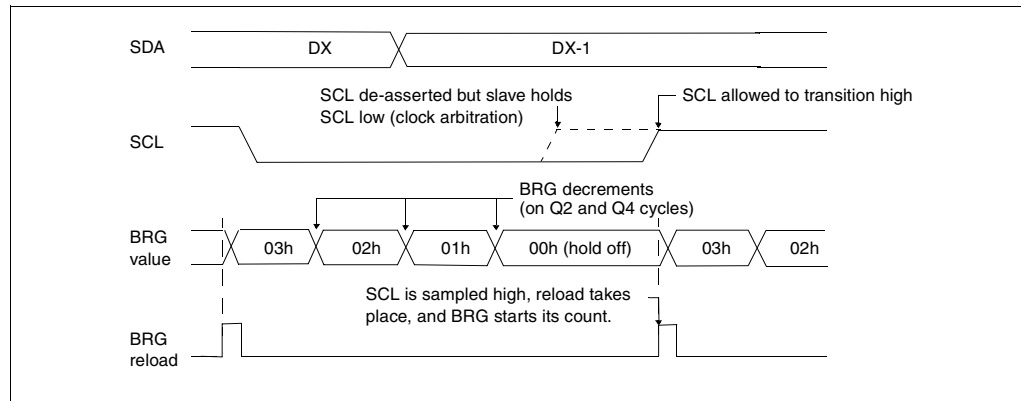 SDA
DX
DX-1
SCL de-asserted but slave holds
SCL low (clock arbitration)
SCL allowed to transition high
SCL
BRG decrements
(on Q2 and Q4 cycles)
BRG
value
03h
02h
01h
00h (hold off)
03h
02h
SCL is sampled high, reload takes
place, and BRG starts its count.
BRG
reload